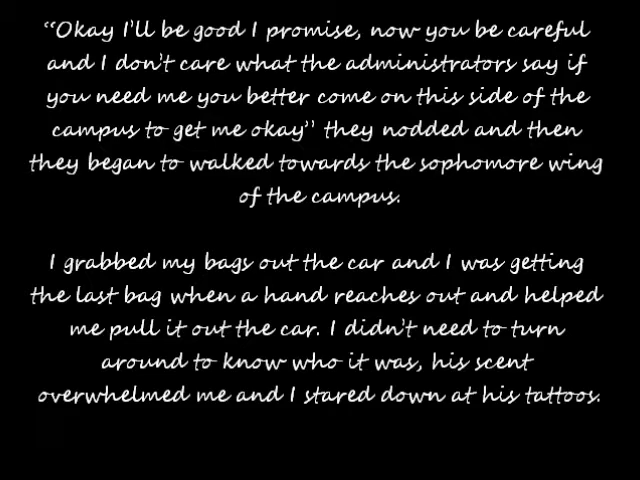 “Okay I'll be good I promise, now you be careful
and I don't care what the administrators say if
you need me you better come on this side of the
campus to get me okay” they nodded and then
they began to walked towards the sophomore wing
of the campus.
I grabbed my bags out the car and I was getting
the last bag when a hand reaches out and helped
me pull it out the car. I didn't need to turn
around to know who it was, his scent
overwhelmed me and I stared down at his tattoos.